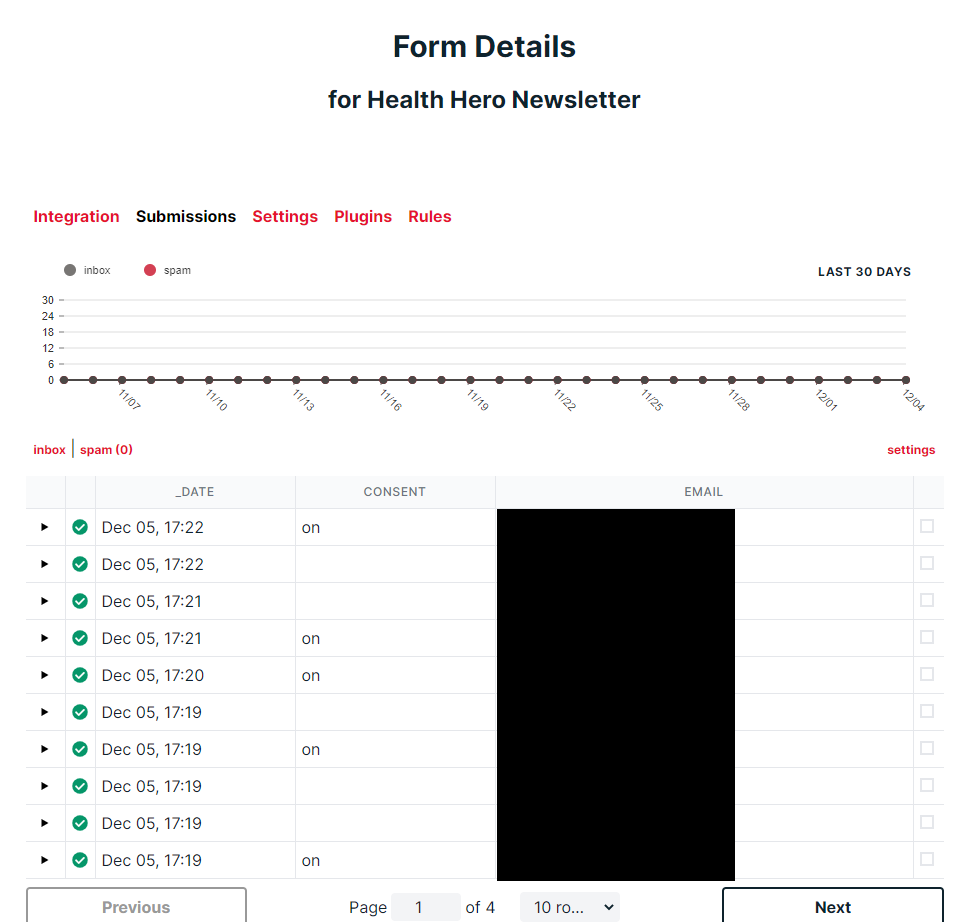 Form Details
for Health Hero Newsletter
Integration Submissions Settings Plugins Rules
inbox spam LAST 30 DAYS
30
24
18
12
6
0
11/07 11/10 11/13 11/16 11/19 11/22 11/25 11/28 12/01 12/04
inbox spam (0) settings
_DATE CONSENT EMAIL
Dec 05, 17:22 on
Dec 05, 17:22
Dec 05, 17:21
Dec 05, 17:21 on
Dec 05, 17:20 on
Dec 05, 17:19
Dec 05, 17:19 on
Dec 05, 17:19
Dec 05, 17:19
Dec 05, 17:19 on
Previous Page 1 of 4 10 ro... Next